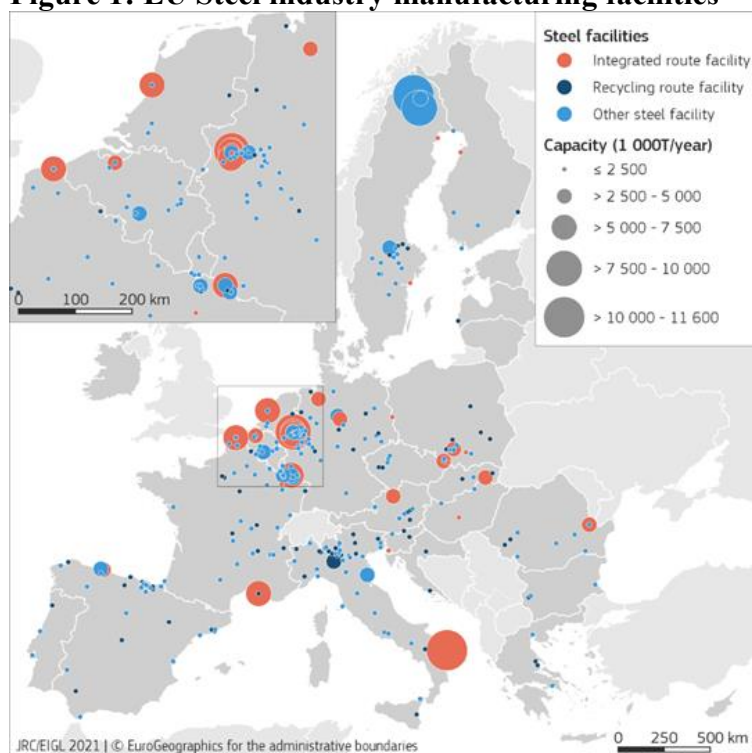 Figure 1: EU Steel industry manufacturing facilities
Steel facilities
Integrated route facility
Recycling route facility
Other steel facility
Capacity (1 000T/year)
≤ 2 500
> 2 500 - 5 000
> 5 000 - 7 500
> 7 500 - 10 000
> 10 000 - 11 600
0 100 200 km
JRC/EIGL 2021 | © EuroGeographics for the administrative boundaries
0 250 500 km